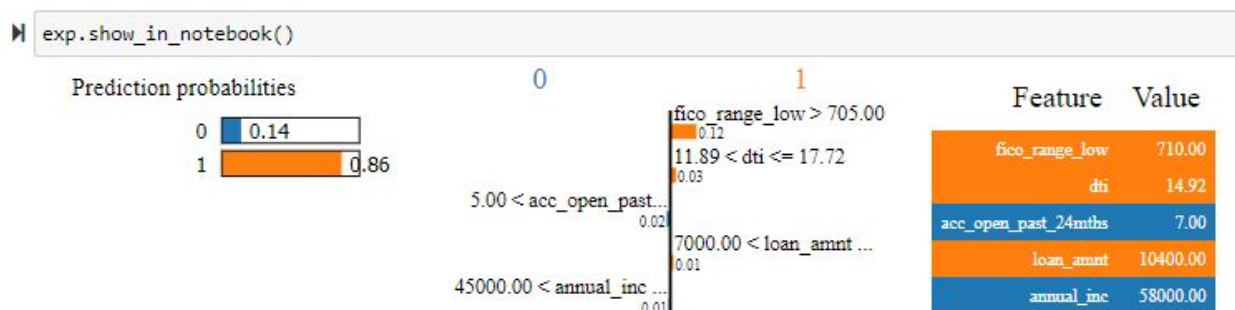 exp.show_in_notebook()
Prediction probabilities
0 0.14
1 0.86
0 1
fico_range_low > 705.00
0.12
11.89 < dti <= 17.72
0.03
5.00 < acc_open_past...
0.02
7000.00 < loan_amnt ...
0.01
45000.00 < annual_inc ...
0.01
Feature Value
fico_range_low 710.00
dti 14.92
acc_open_past_24mths 7.00
loan_amnt 10400.00
annual_inc 58000.00